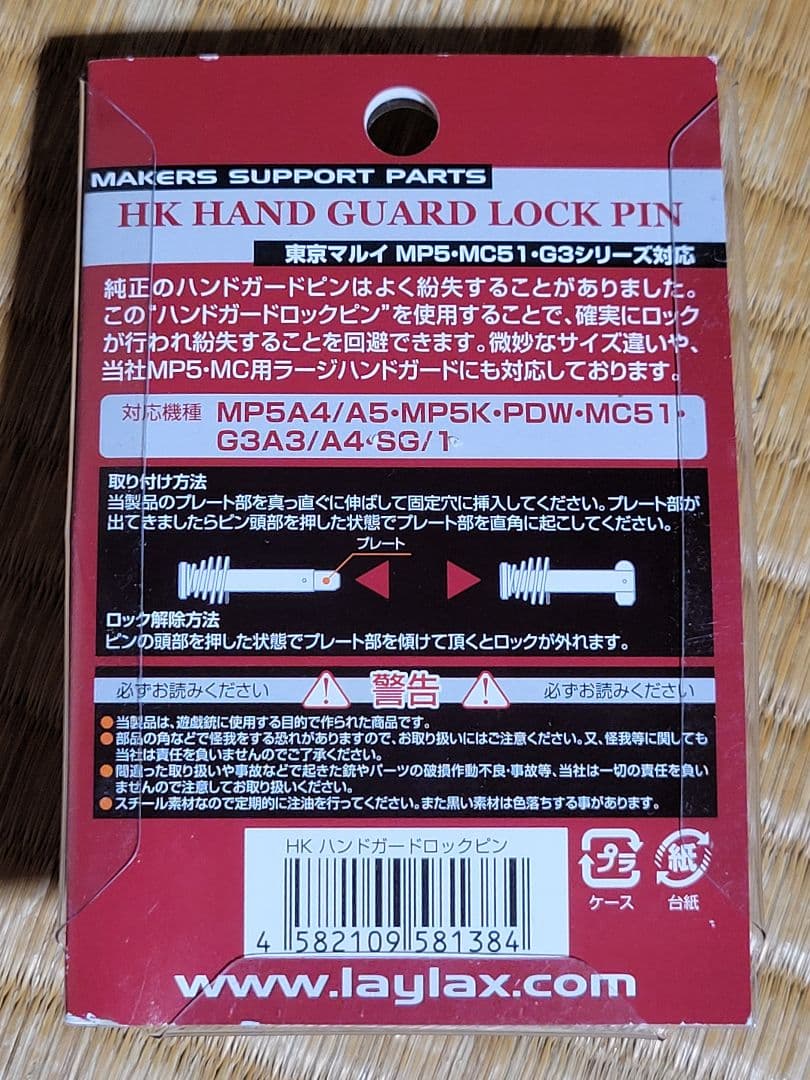 MAKERS SUPPORT PARTS
HK HAND GUARD LOCK PIN
東京マルイ MP5・MC51・G3シリーズ対応
純正のハンドガードピンはよく紛失することがありました。
この"ハンドガードロックピン"を使用することで、確実にロック
が行われ紛失することを回避できます。微妙なサイズ違いや、
当社MP5・MC用ラージハンドガードにも対応しております。
対応機種 MP5A4/A5・MP5K・PDW・MC51・
G3A3/A4・SG/1
取り付け方法
当製品のプレート部を真っ直ぐに伸ばして固定穴に挿入してください。プレート部が
出てきましたらピン頭部を押した状態でプレート部を直角に起こしてください。
プレート
ロック解除方法
ピンの頭部を押した状態でプレート部を傾けて頂くとロックが外れます。
必ずお読みください 警告 必ずお読みください
●当製品は、遊戯銃に使用する目的で作られた商品です。
●部品の角などで怪我をする恐れがありますので、お取り扱いにはご注意ください。又、怪我等に関しても
当社は責任を負いませんのでご了承ください。
●間違った取り扱いや事故などで起きた銃やパーツの破損作動不良・事故等、当社は一切の責任を負い
ませんので注意してお取り扱いください。
●スチール素材なので定期的に注油を行ってください。また黒い素材は色落ちする事があります。
HK ハンドガードロックピン
4 582109 581384
プラ
ケース
紙
台紙
www.laylax.com